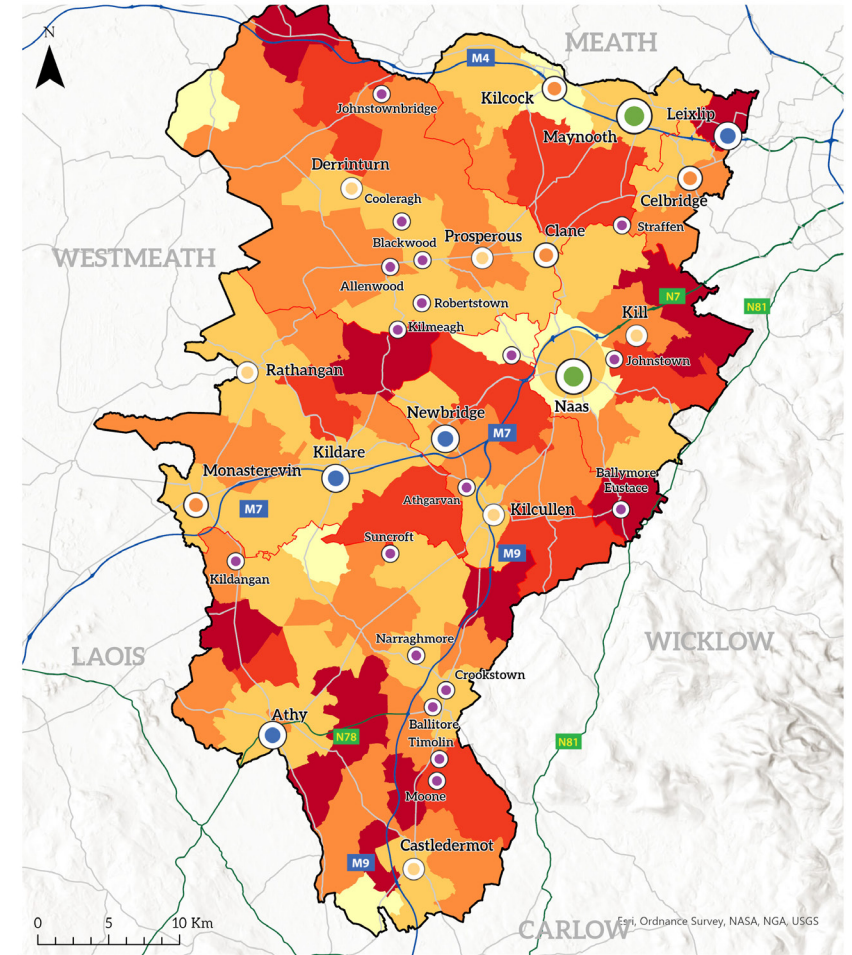 N
MEATH
M4
Kilcock
Johnstownbridge
Leixlip
Maynooth
Derrinturn
Celbridge
Cooleragh
Straffen
Clane
Prosperous
Blackwood
WESTMEATH
Allenwood
N7
N81
Robertstown
Kill
Kilmeagh
Johnstown
Rathangan
Naas
Newbridge
M7
Kildare
Monasterevin
Ballymore
Eustace
Athgarvan
M7
Kilcullen
Suncroft
M9
Kildangan
Narraghmore
WICKLOW
LAOIS
Crookstown
Athy
Ballitore
N78
Timolin
N81
Moone
Castledermot
M9
0 5 10 Km
Esri, Ordnance Survey, NASA, NGA, USGS
CARLOW